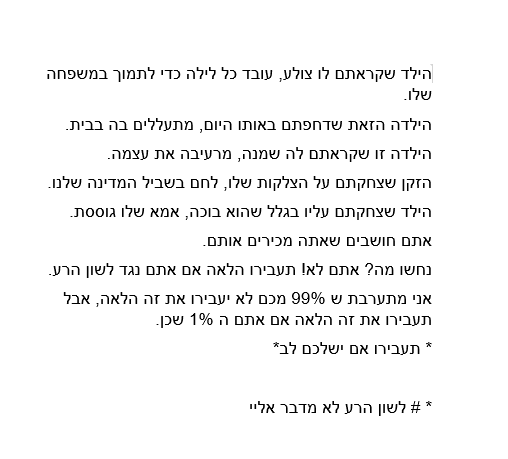 הילד שקראתם לו צולע, עובד כל לילה כדי לתמוך במשפחה
שלו.
הילדה הזאת שדחפתם באותו היום, מתעללים בה בבית.
הילדה זו שקראתם לה שמנה, מרעיבה את עצמה.
הזקן שצחקתם על הצלקות שלו, לחם בשביל המדינה שלנו.
הילד שצחקתם עליו בגלל שהוא בוכה, אמא שלו גוססת.
אתם חושבים שאתה מכירים אותם.
נחשו מה? אתם לא! תעבירו הלאה אם אתם נגד לשון הרע.
אני מתערבת ש 99% מכם לא יעבירו את זה הלאה, אבל
תעבירו את זה הלאה אם אתם ה 1% שכן.
* תעבירו אם ישלכם לב*
* # לשון הרע לא מדבר אליי